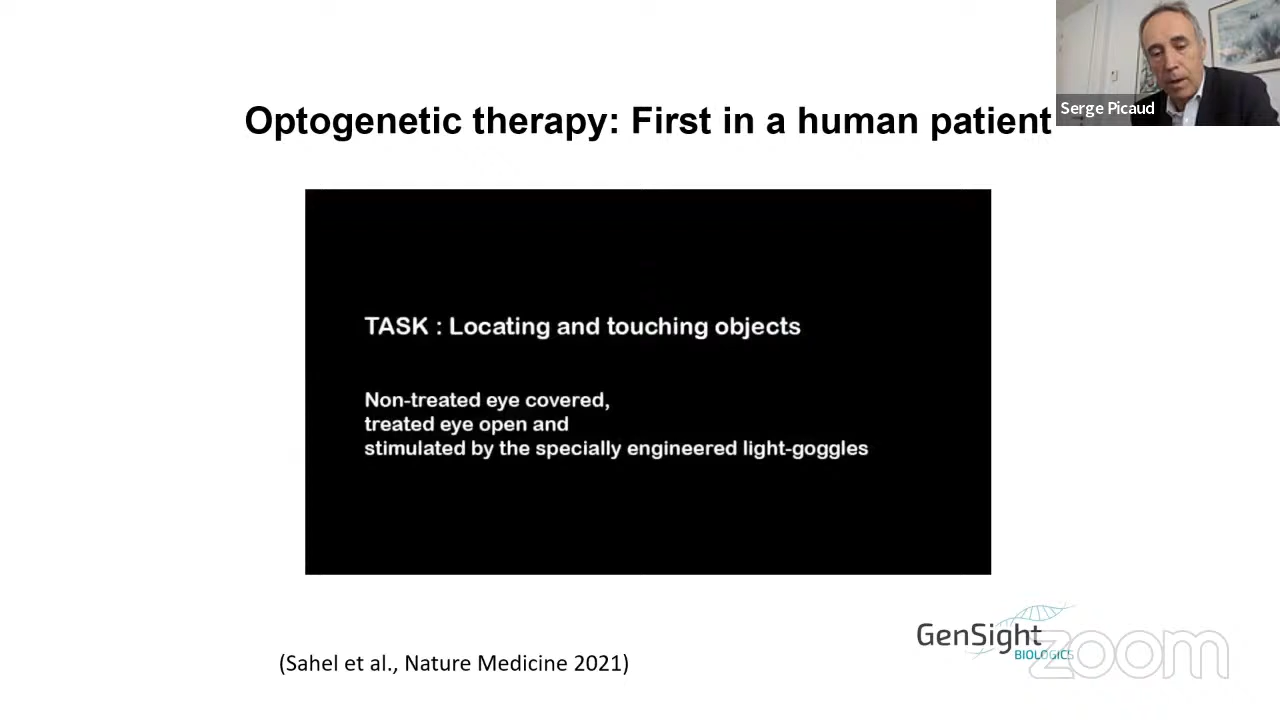 Serge Picaud
Optogenetic therapy: First in a human patient
TASK : Locating and touching objects
Non-treated eye covered,
treated eye open and
stimulated by the specially engineered light-goggles
GenSight
BIOLOGICS
zoom
(Sahel et al., Nature Medicine 2021)